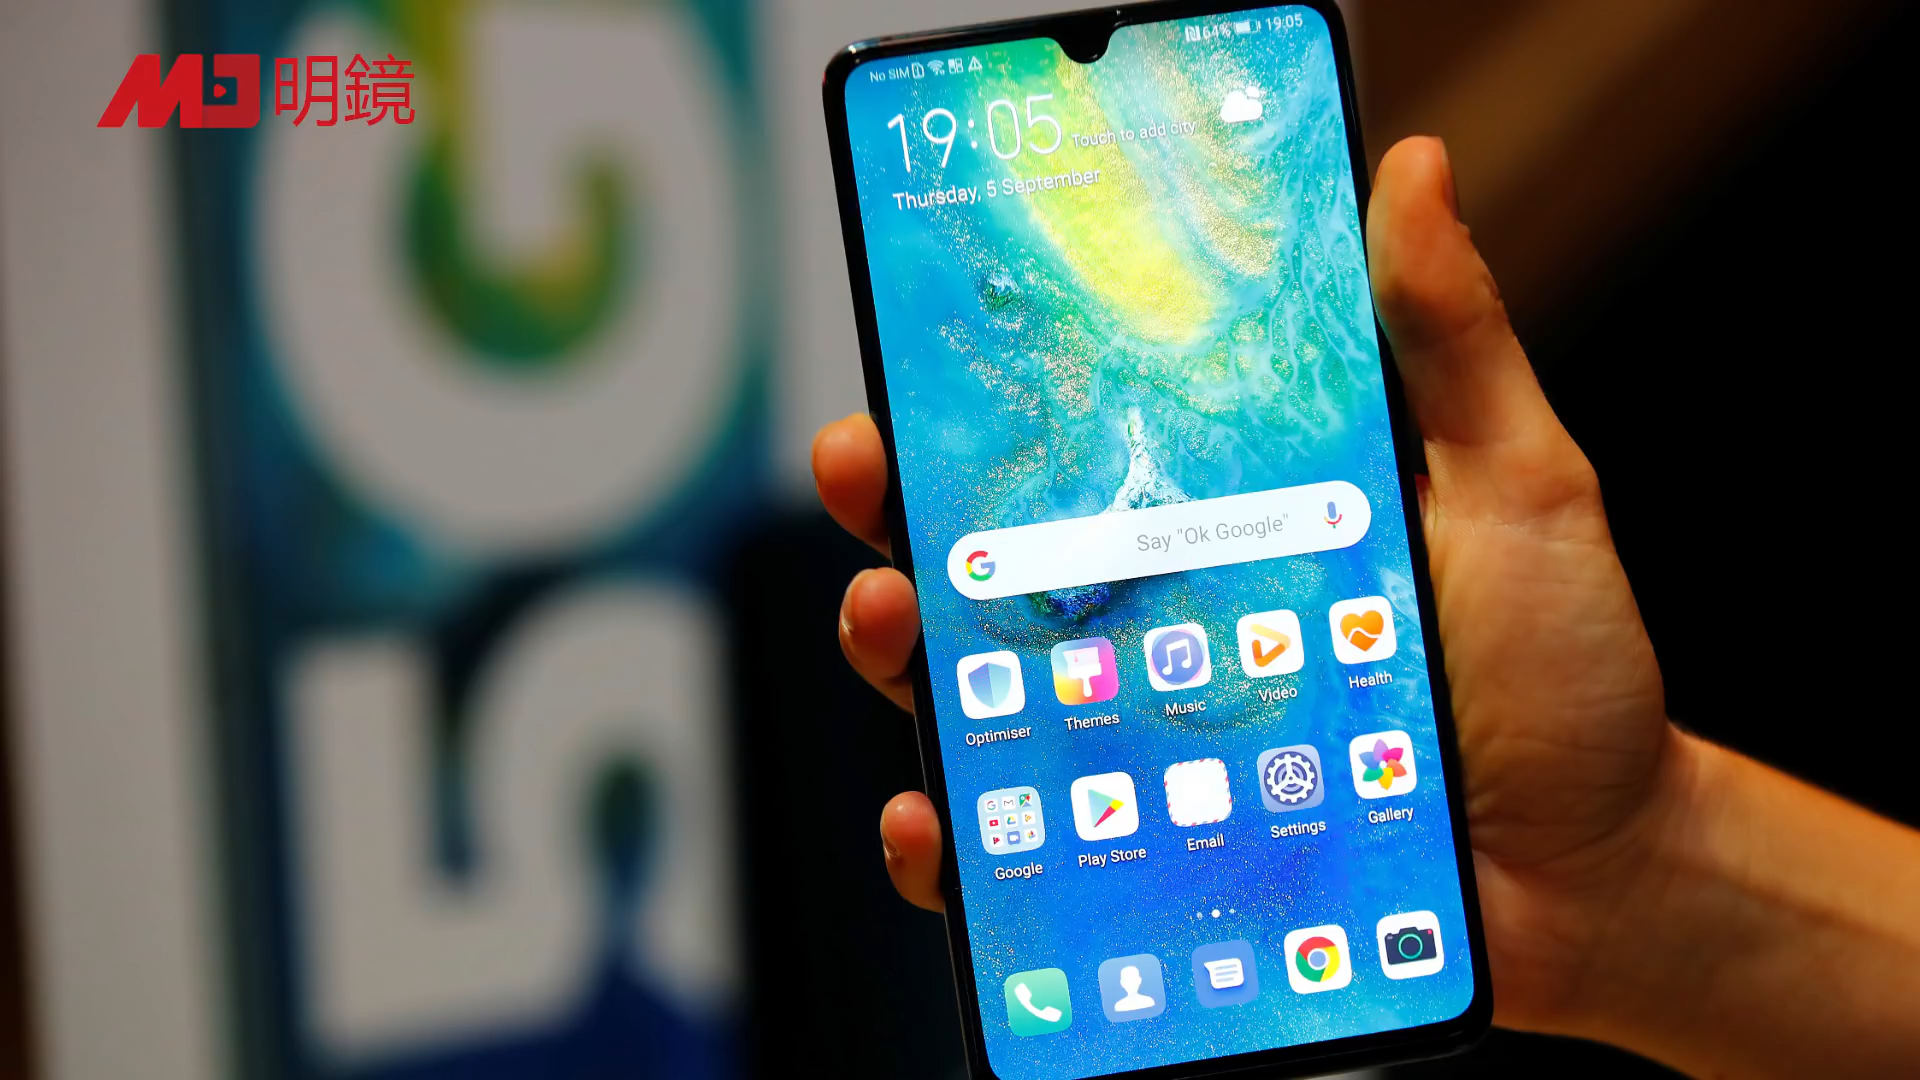 明鏡
No SIM
64%
19:05
19:05
Touch to add city
Thursday, 5 September
Say "Ok Google"
Optimiser
Themes
Music
Video
Health
Google
Play Store
Email
Settings
Gallery
5G